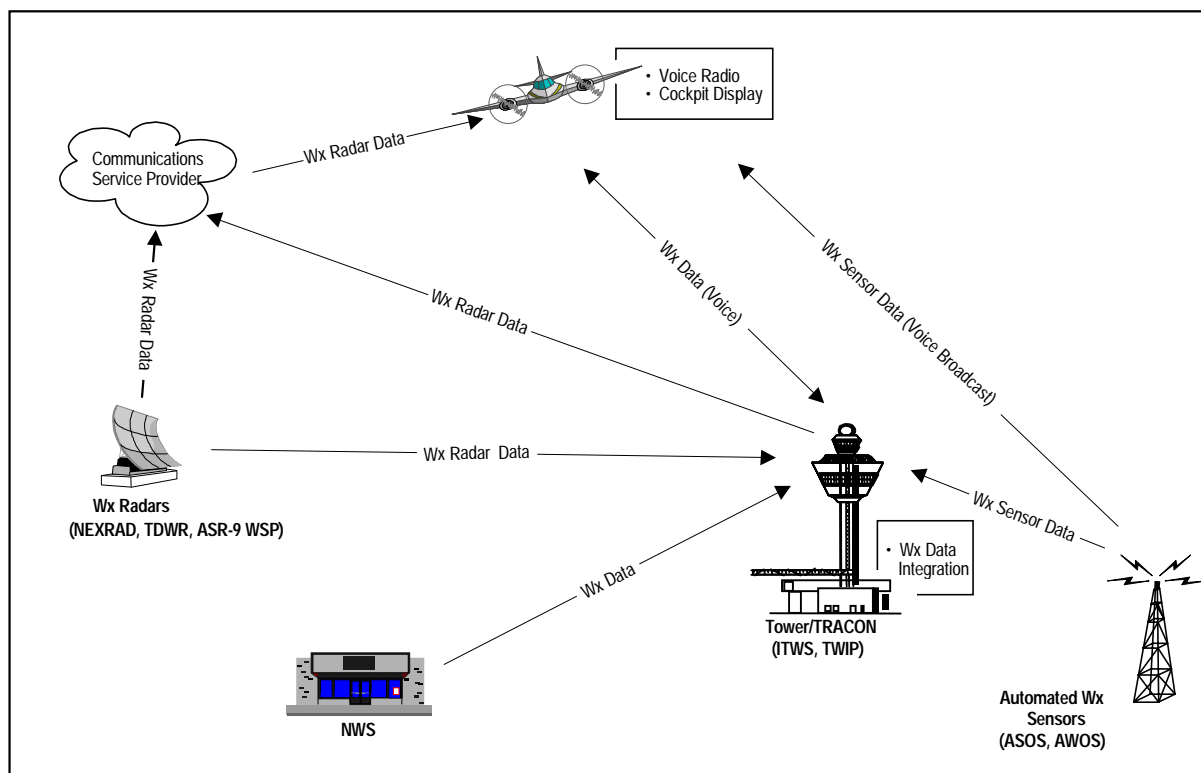 • Voice Radio
• Cockpit Display
Communications
Service Provider
Wx Radar Data
Wx Radar Data
Wx Radar Data
Wx Data (Voice)
Wx Sensor Data (Voice Broadcast)
Wx Radar Data
Wx Sensor Data
Wx Radars
(NEXRAD, TDWR, ASR-9 WSP)
• Wx Data
Integration
Wx Data
Tower/TRACON
(ITWS, TWIP)
NWS
Automated Wx
Sensors
(ASOS, AWOS)